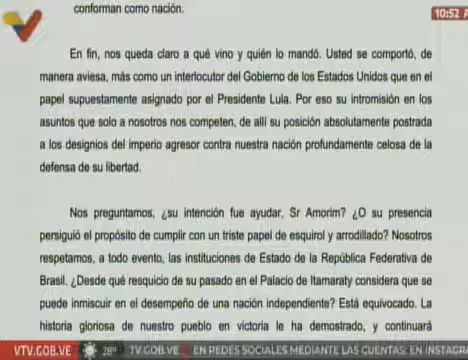 conforman como nación.
10:52 A
En fin, nos queda claro a qué vino y quién lo mandó. Usted se comportó, de
manera aviesa, más como un interlocutor del Gobierno de los Estados Unidos que en el
papel supuestamente asignado por el Presidente Lula. Por eso su intromisión en los
asuntos que solo a nosotros nos competen, de allí su posición absolutamente postrada
a los designios del imperio agresor contra nuestra nación profundamente celosa de la
defensa de su libertad.
Nos preguntamos, ¿su intención fue ayudar, Sr Amorim? ¿O su presencia
persiguió el propósito de cumplir con un triste papel de esquirol y arrodillado? Nosotros
respetamos, a todo evento, las instituciones de Estado de la República Federativa de
Brasil. ¿Desde qué resquicio de su pasado en el Palacio de Itamaraty considera que se
puede inmiscuir en el desempeño de una nación independiente? Está equivocado. La
historia gloriosa de nuestro pueblo en victoria le ha demostrado, y continuará
VTV.GOB.VE 28° TV.GOB.VE EN REDES SOCIALES MEDIANTE LAS CUENTAS: EN INSTAGR